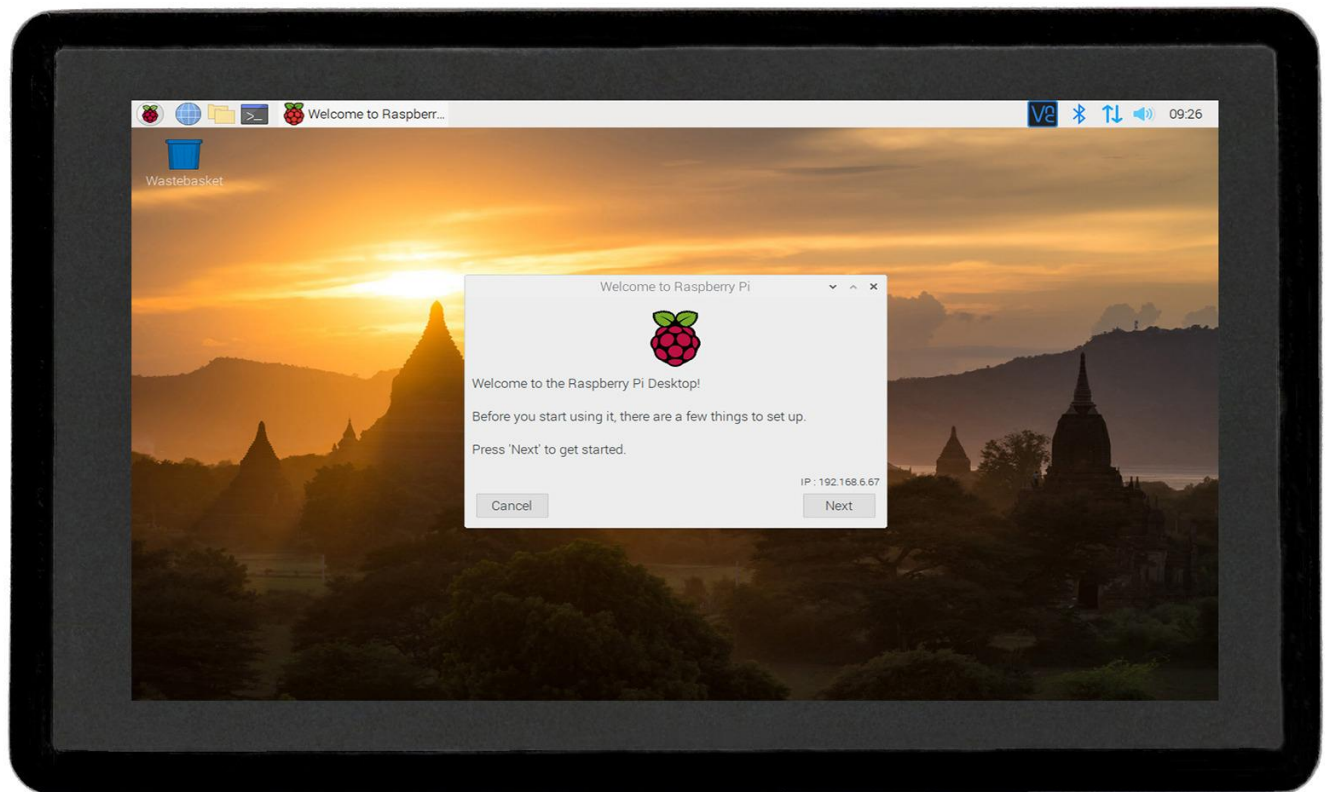 Welcome to Raspberr...
09:26
Wastebasket
Welcome to Raspberry Pi
Welcome to the Raspberry Pi Desktop!
Before you start using it, there are a few things to set up.
Press 'Next' to get started.
IP : 192.168.6.67
Cancel
Next